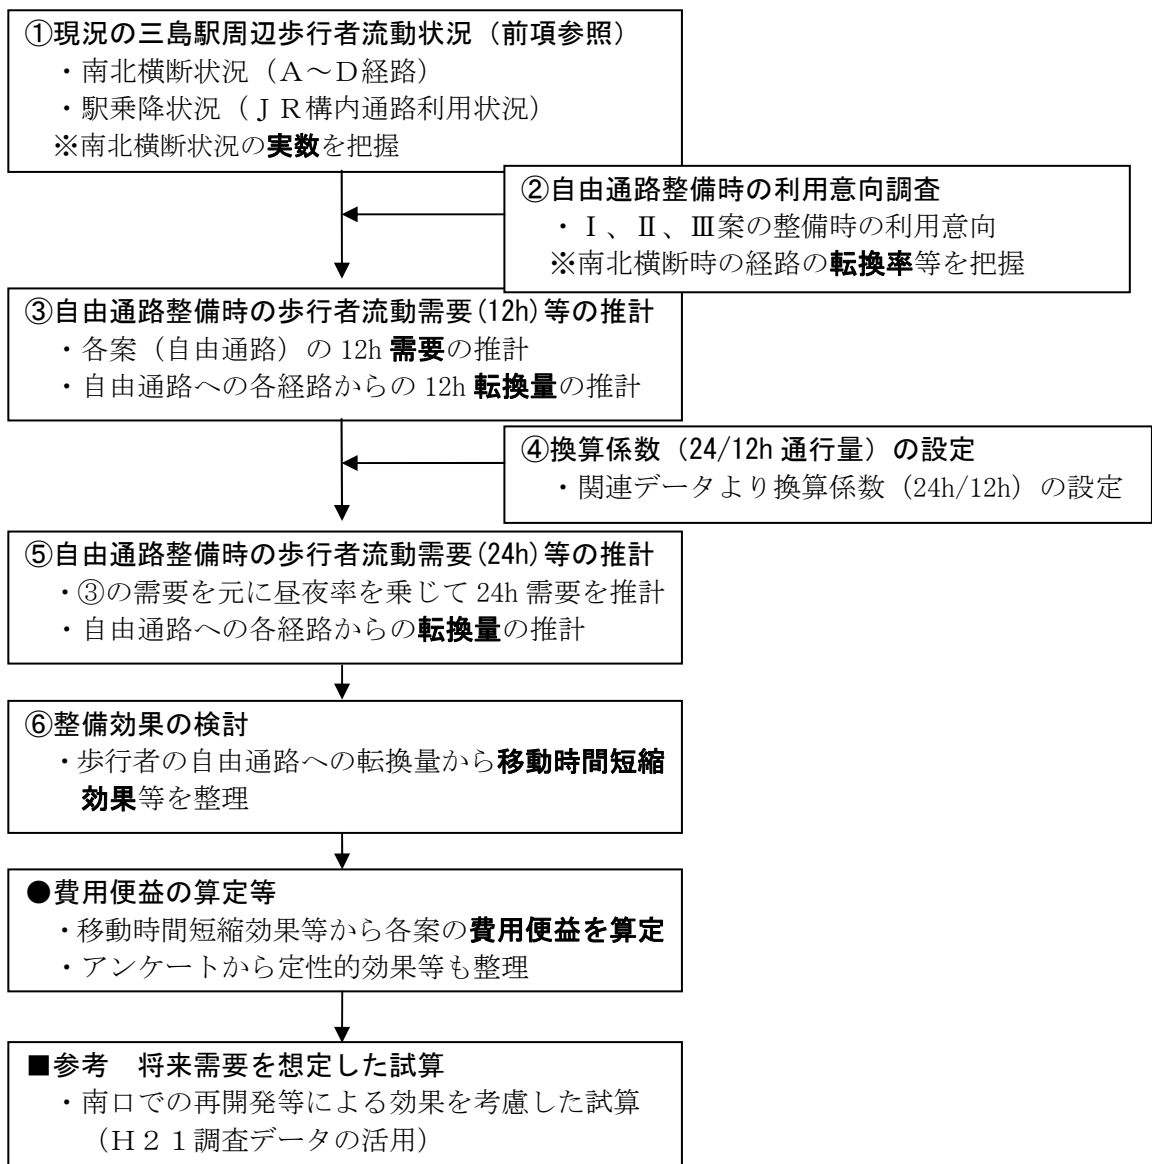 ①現況の三島駅周辺歩行者流動状況（前項参照）
・南北横断状況（Ａ～Ｄ経路）
・駅乗降状況（ＪＲ構内通路利用状況）
※南北横断状況の実数を把握
②自由通路整備時の利用意向調査
・Ⅰ、Ⅱ、Ⅲ案の整備時の利用意向
※南北横断時の経路の転換率等を把握
③自由通路整備時の歩行者流動需要(12h)等の推計
・各案（自由通路）の 12h 需要の推計
・自由通路への各経路からの 12h 転換量の推計
④換算係数（24/12h 通行量）の設定
・関連データより換算係数（24h/12h）の設定
⑤自由通路整備時の歩行者流動需要(24h)等の推計
・③の需要を元に昼夜率を乗じて 24h 需要を推計
・自由通路への各経路からの転換量の推計
⑥整備効果の検討
・歩行者の自由通路への転換量から移動時間短縮
効果等を整理
●費用便益の算定等
・移動時間短縮効果等から各案の費用便益を算定
・アンケートから定性的効果等も整理
■参考　将来需要を想定した試算
・南口での再開発等による効果を考慮した試算
（Ｈ２１調査データの活用）